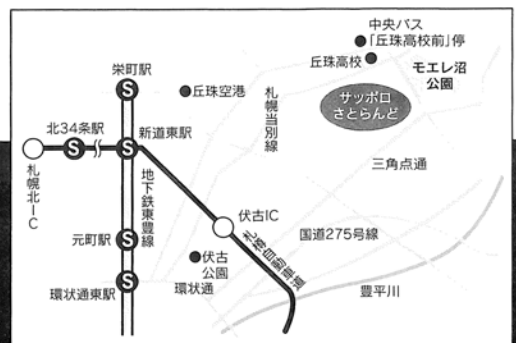 中央バス
「丘珠高校前」停
丘珠高校
モエレ沼
公園
栄町駅
S
丘珠空港
札幌当別線
サッポロ
さとらんど
北34条駅
S
新道東駅
S
札幌北IC
地下鉄東豊線
三角点通
伏古IC
元町駅
S
札樽自動車道
国道275号線
伏古
公園
環状通
環状通東駅
S
豊平川